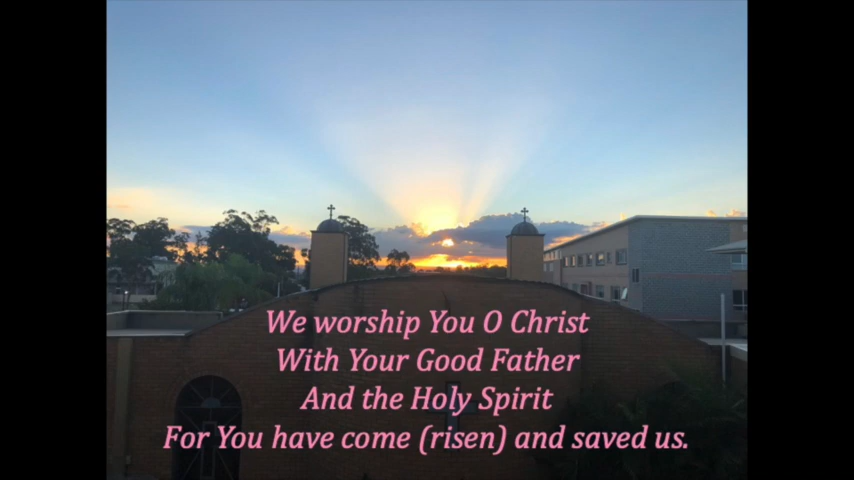 We worship You O Christ
With Your Good Father
And the Holy Spirit
For You have come (risen) and saved us.